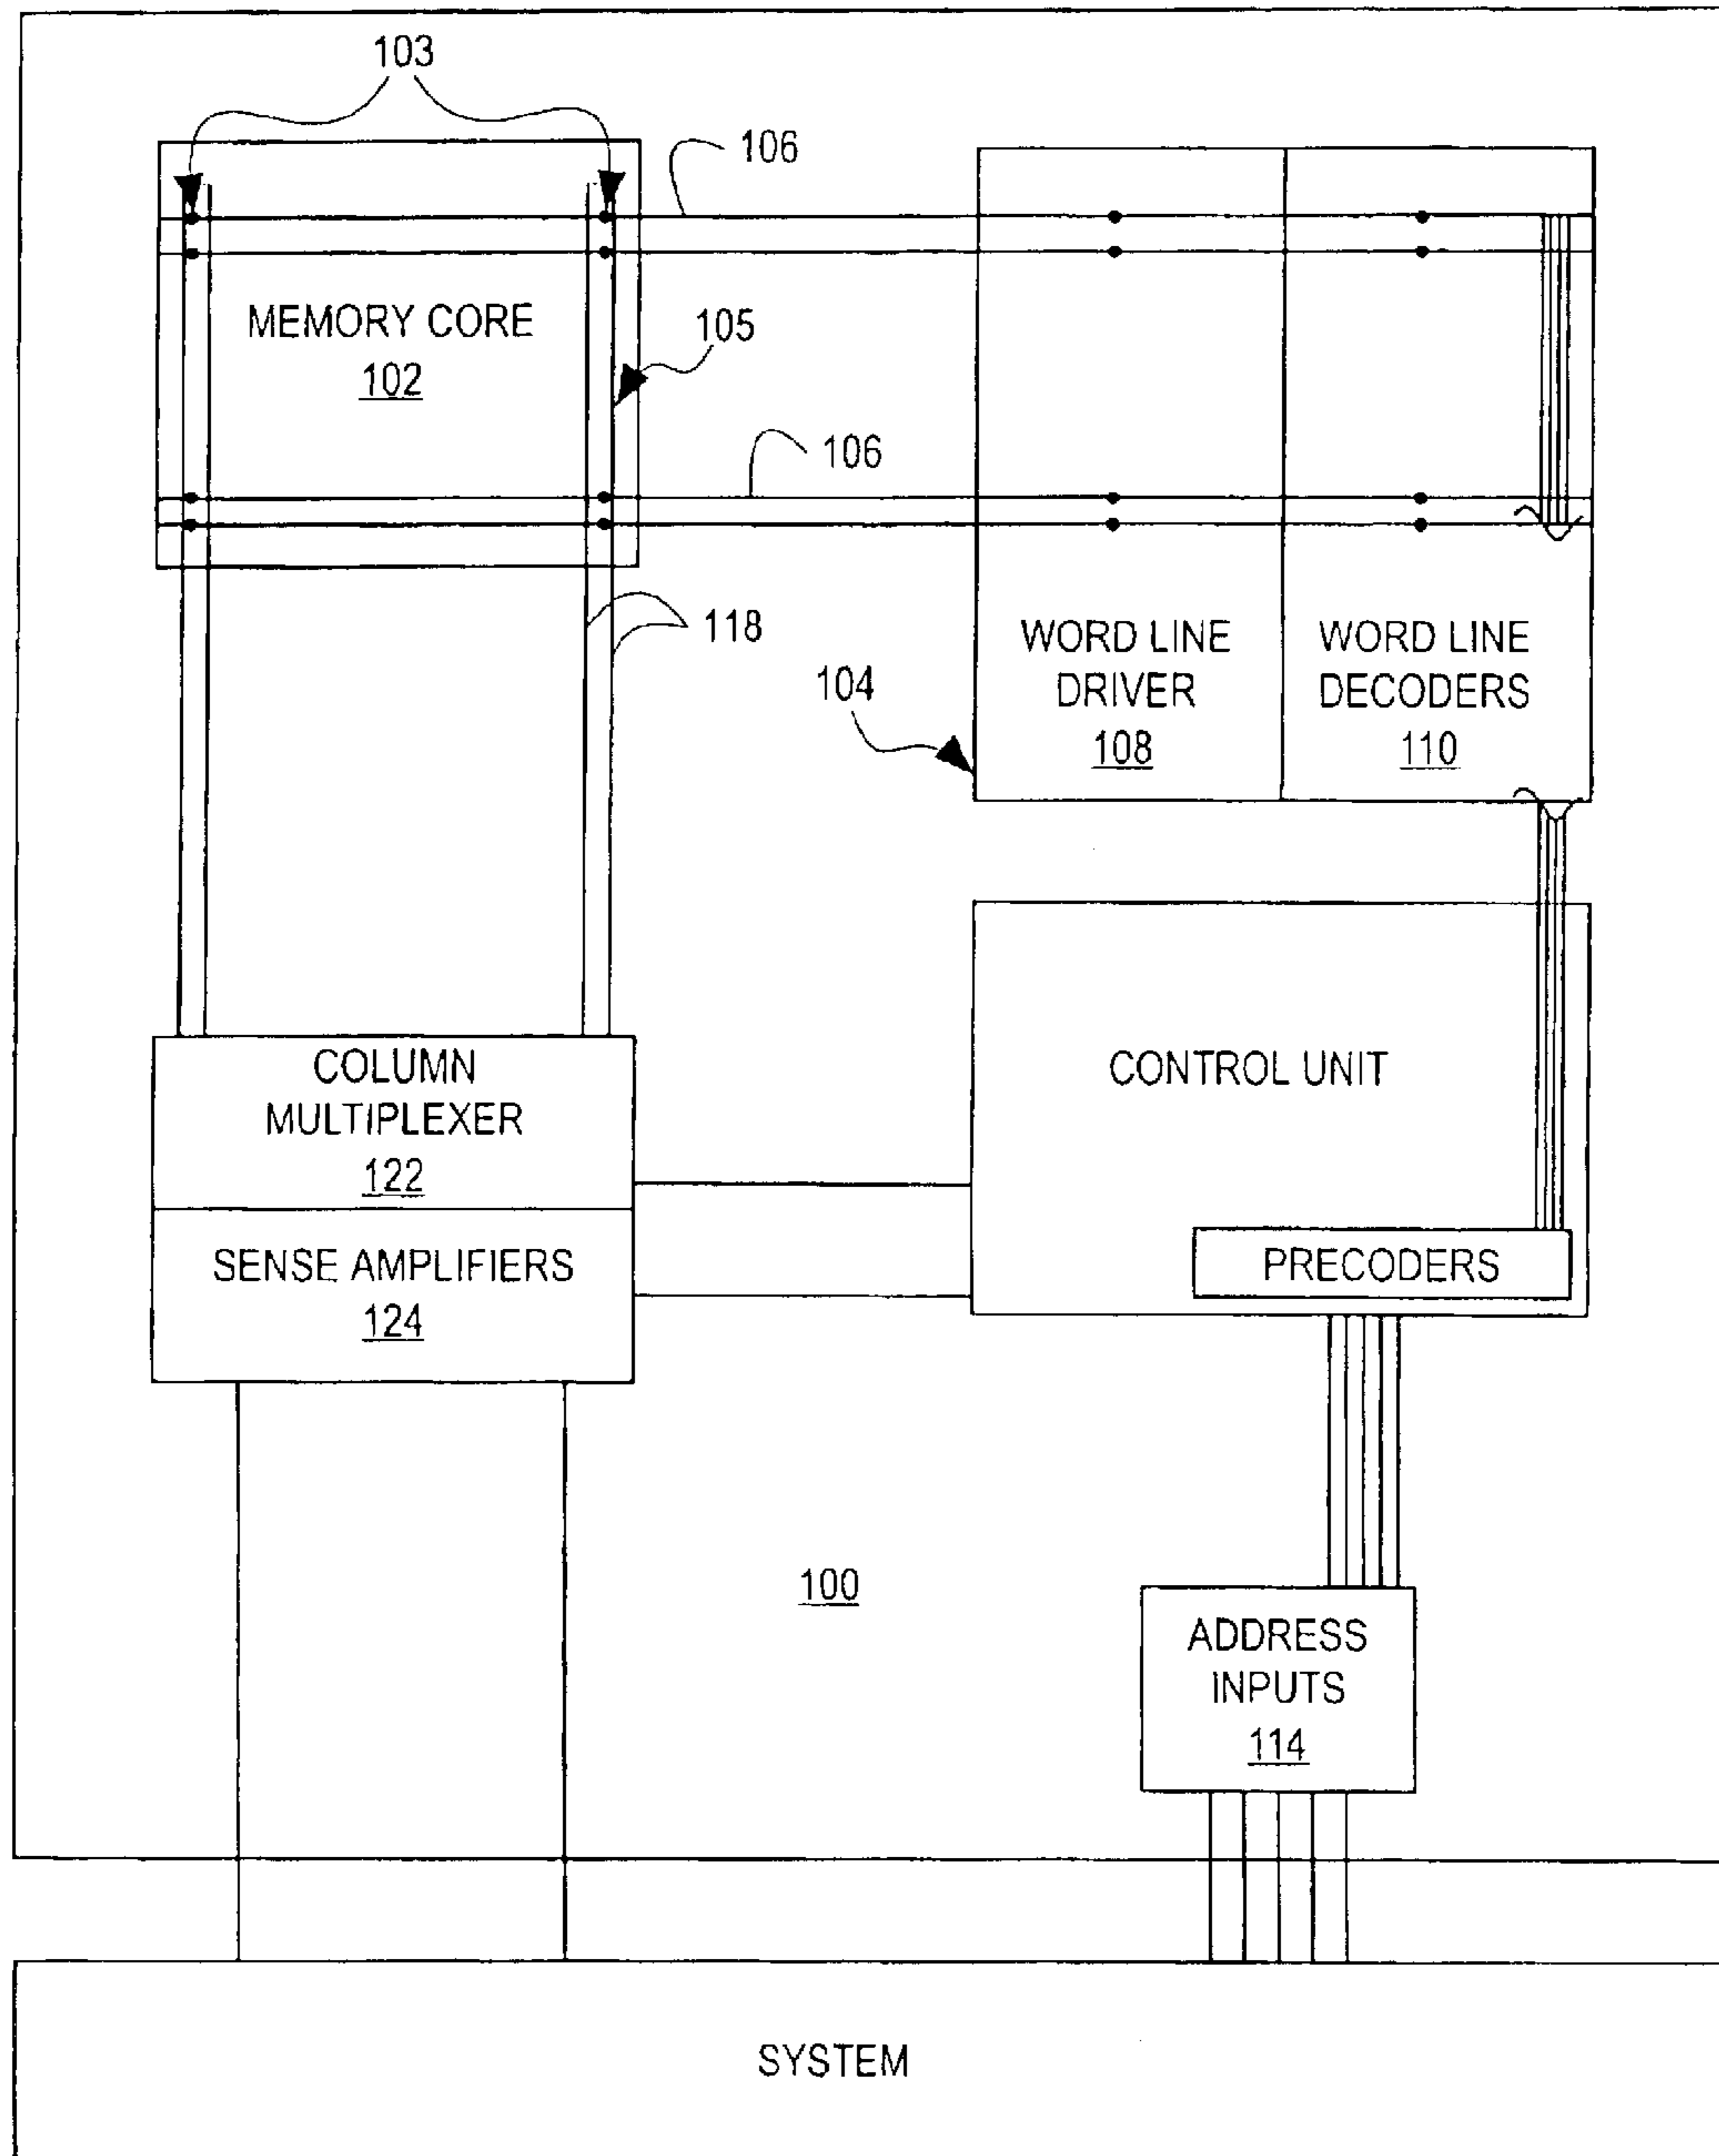 103
106
MEMORY CORE
102
105
106
118
104
WORD LINE
DRIVER
108
WORD LINE
DECODERS
110
COLUMN
MULTIPLEXER
122
SENSE AMPLIFIERS
124
CONTROL UNIT
PRECODERS
100
ADDRESS
INPUTS
114
SYSTEM